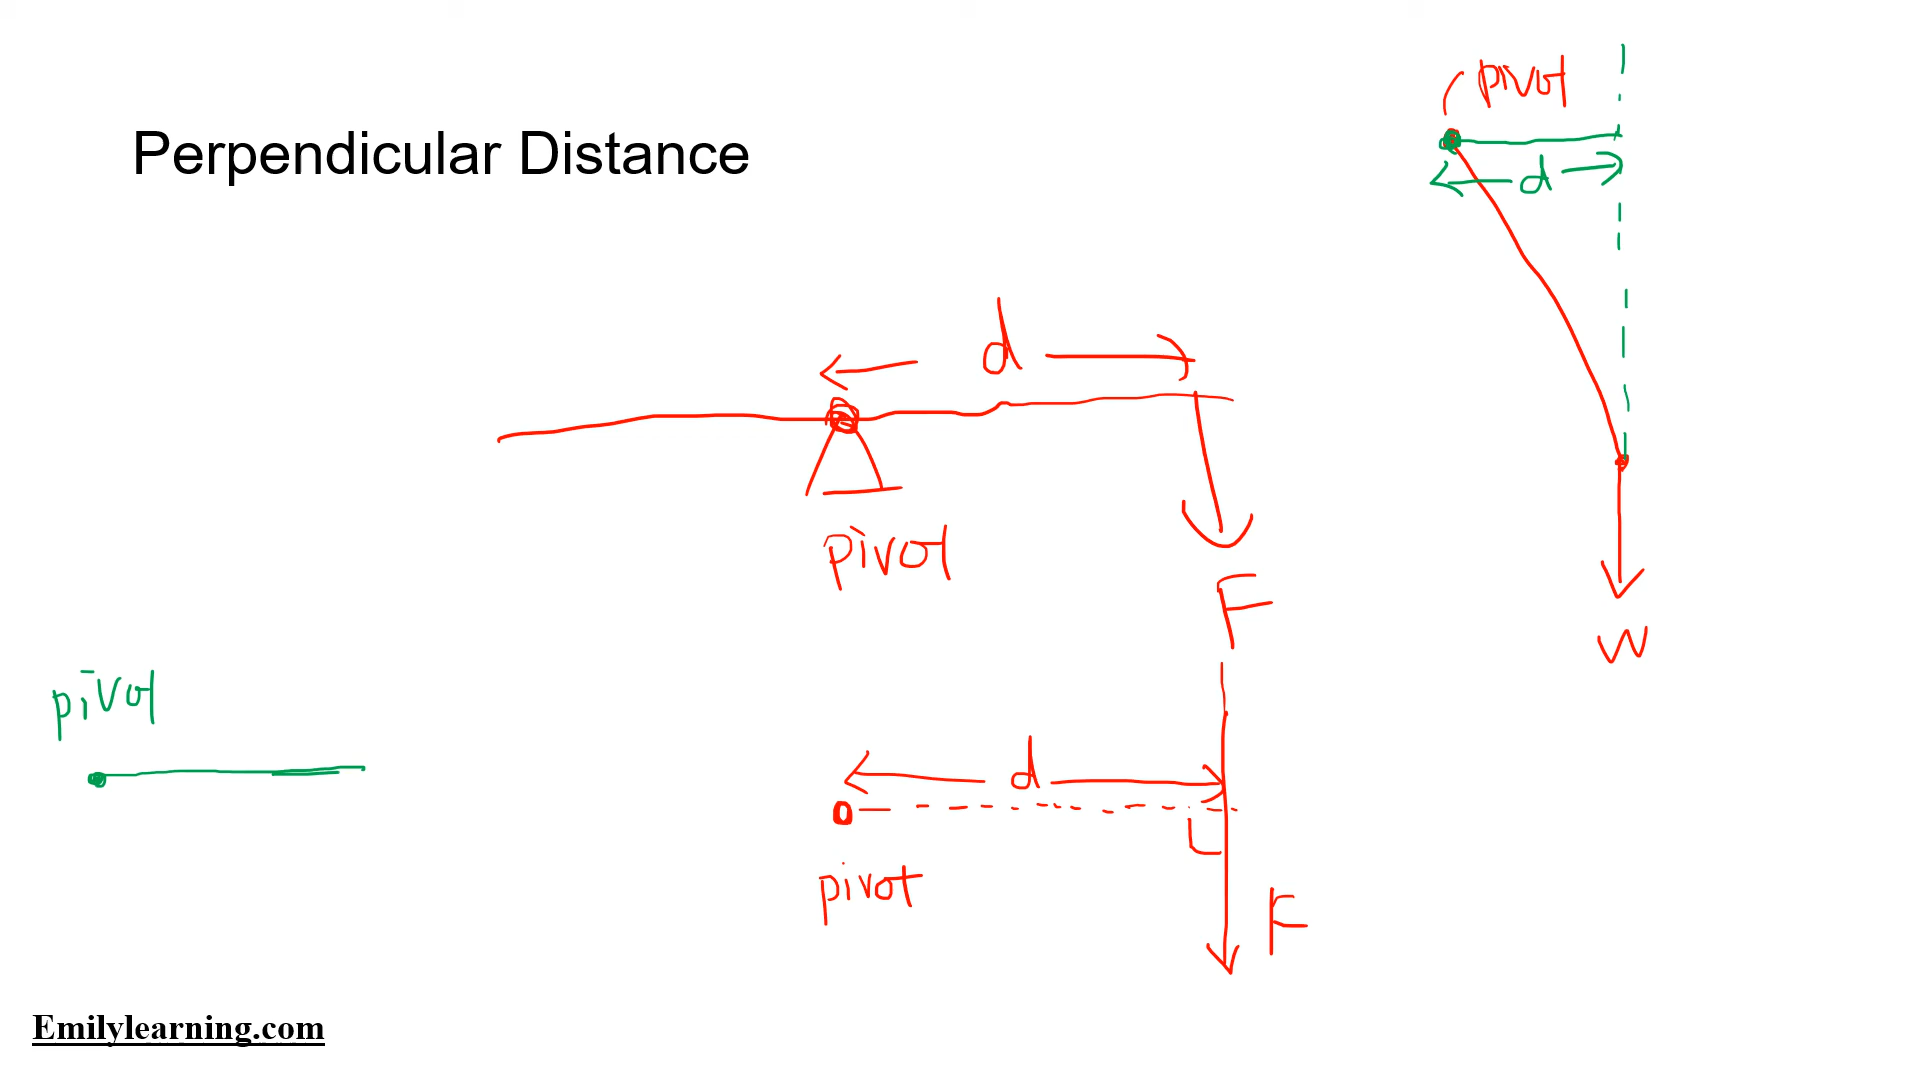 Perpendicular Distance
pivot
d
d
pivot
F
W
pivot
d
pivot
F
Emilylearning.com